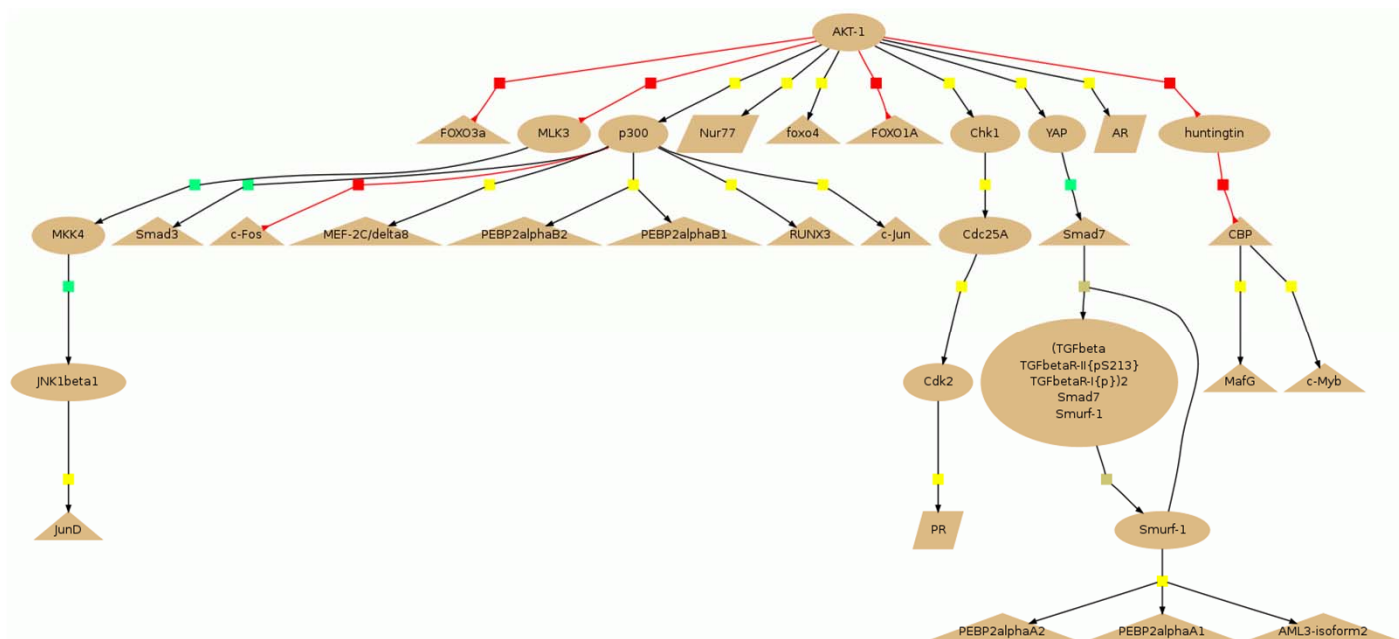 AKT-1
FOXO3a
MLK3
p300
Nur77
foxo4
FOXO1A
Chk1
YAP
AR
huntingtin
MKK4
Smad3
c-Fos
MEF-2C/delta8
PEBP2alphaB2
PEBP2alphaB1
RUNX3
c-Jun
Cdc25A
Smad7
CBP
JNK1beta1
Cdk2
(TGFbeta
TGFbetaR-II{pS213}
TGFbetaR-I{p})2
Smad7
Smurf-1
MafG
c-Myb
JunD
PR
Smurf-1
PEBP2alphaA2
PEBP2alphaA1
AML3-isoform2